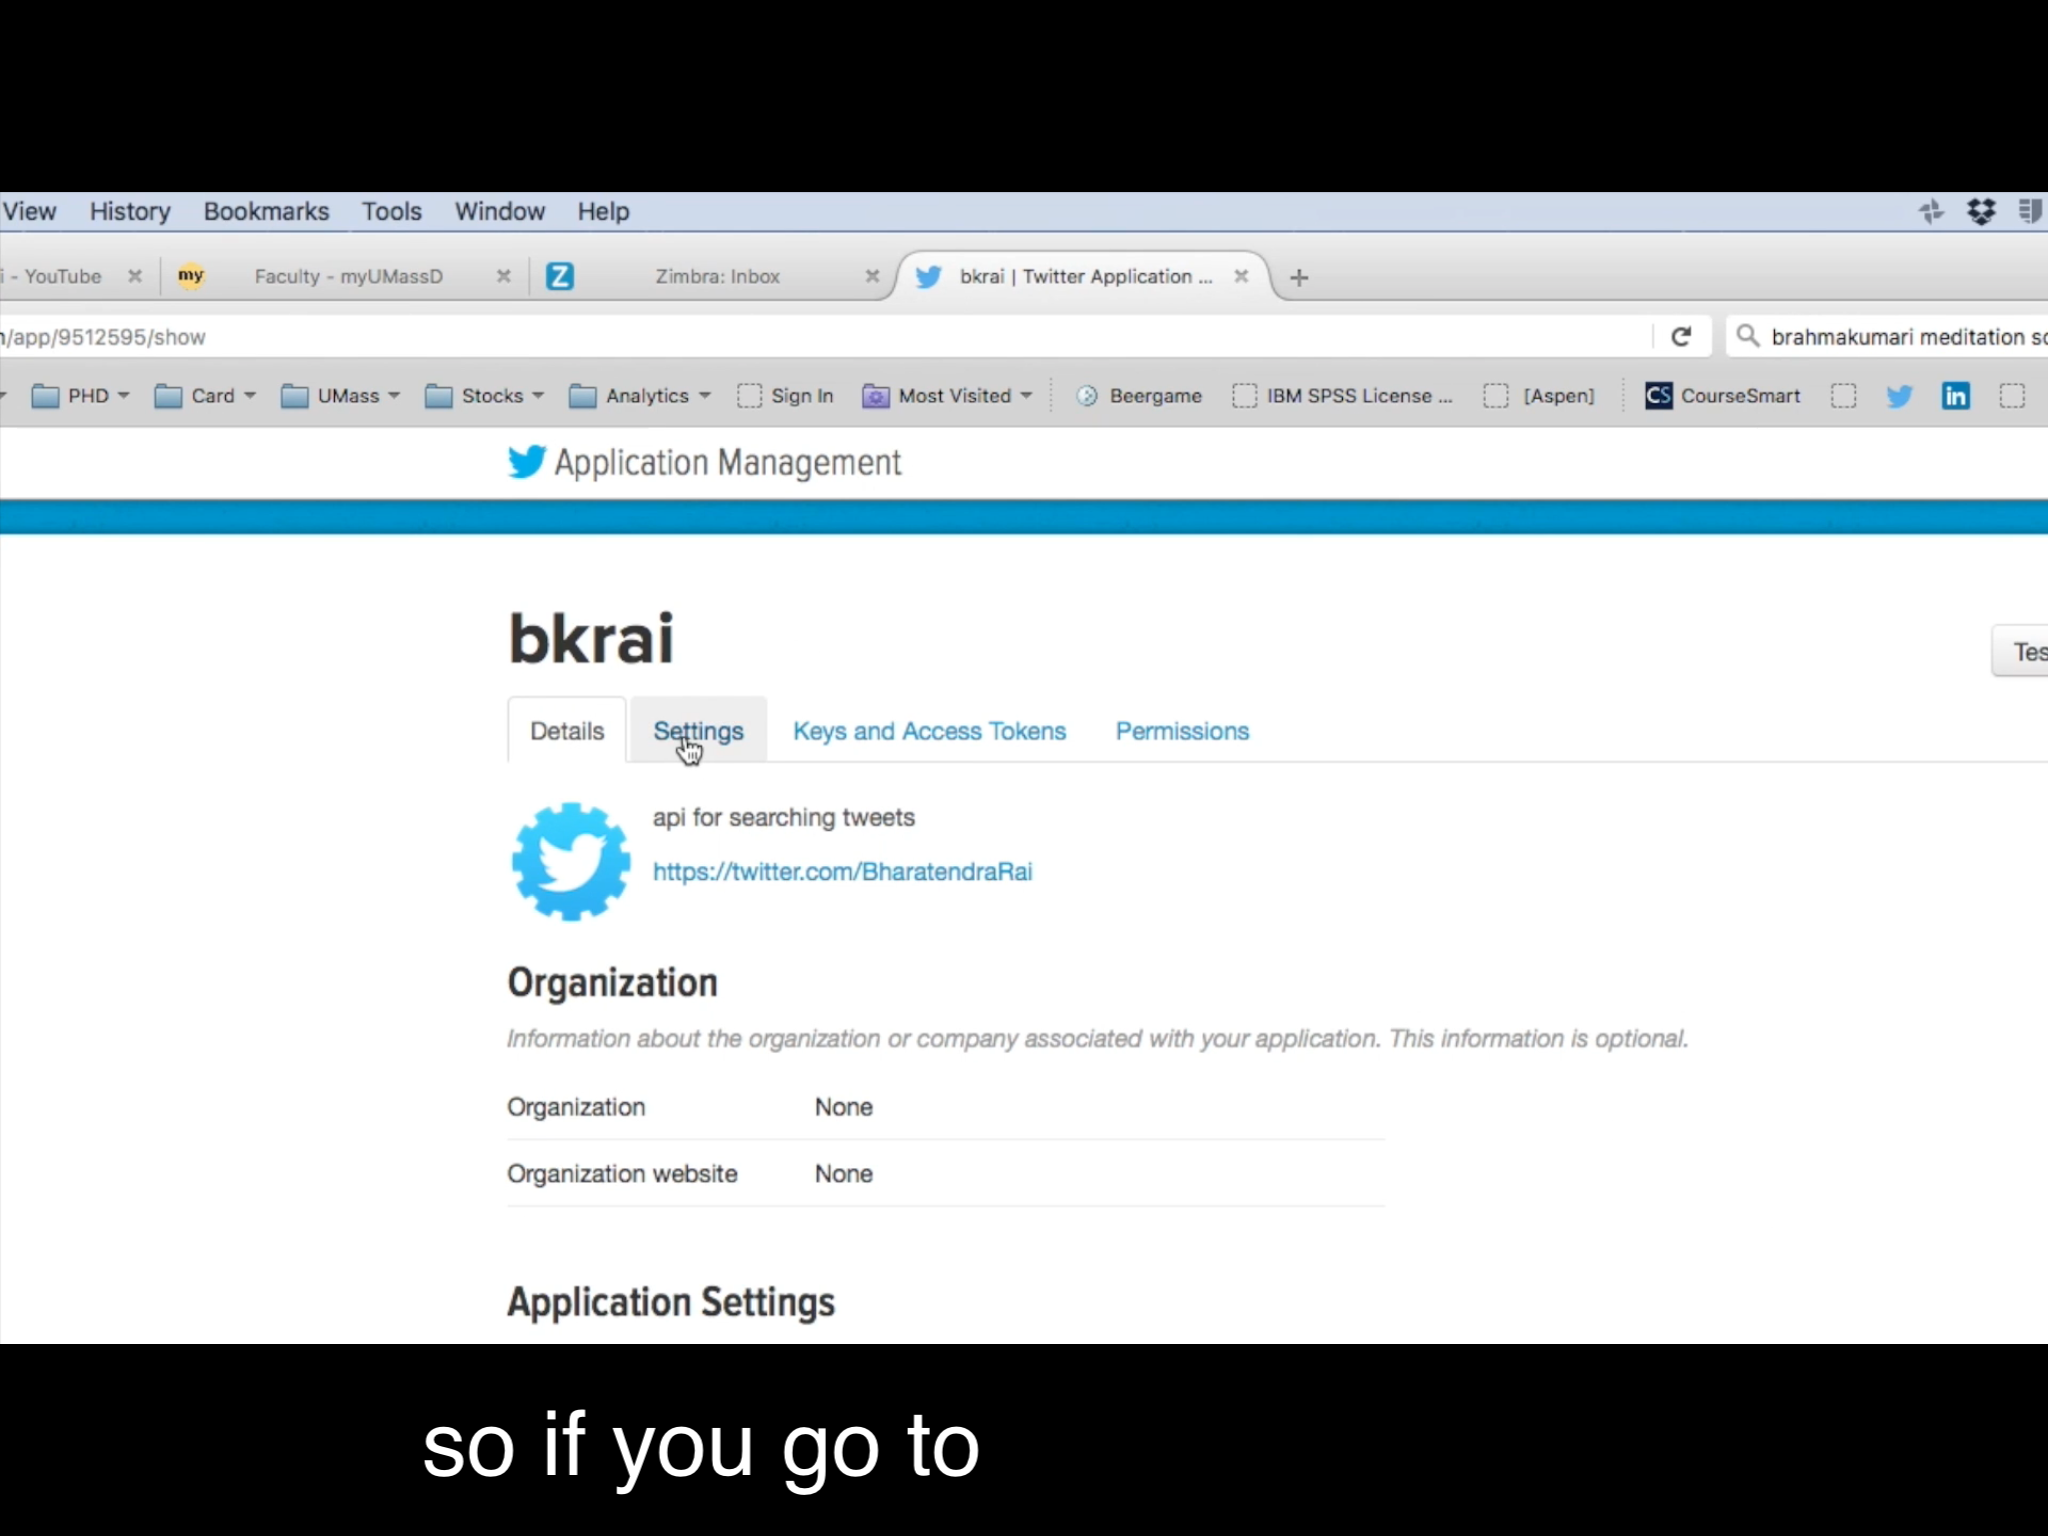 View History Bookmarks Tools Window Help
i - YouTube my Faculty - myUMassD Z Zimbra: Inbox bkrai | Twitter Application ...
/app/9512595/show brahmakumari meditation
PHD Card UMass Stocks Analytics Sign In Most Visited Beergame IBM SPSS License ... [Aspen] CS CourseSmart in
Application Management
bkrai
Tes
Details Settings Keys and Access Tokens Permissions
api for searching tweets
https://twitter.com/BharatendraRai
Organization
Information about the organization or company associated with your application. This information is optional.
Organization None
Organization website None
Application Settings
so if you go to